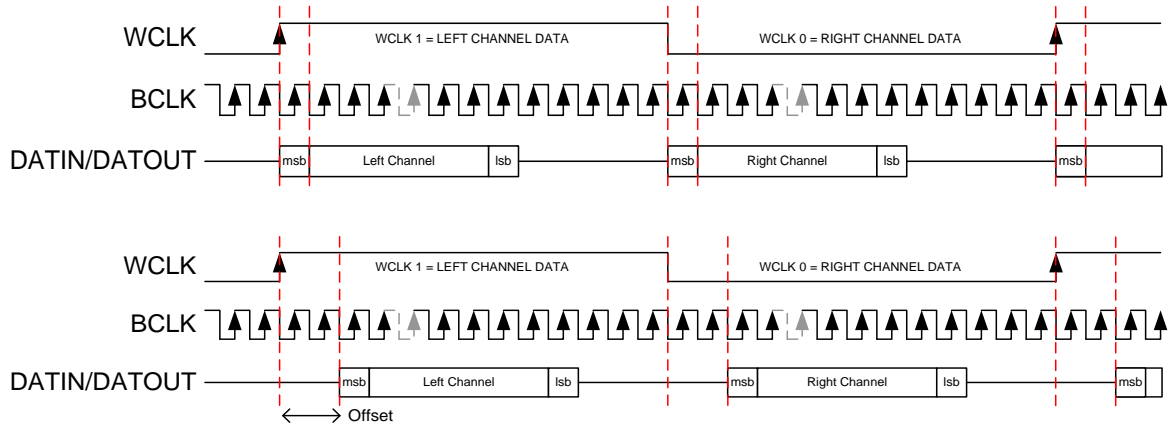 WCLK
WCLK 1 = LEFT CHANNEL DATA
WCLK 0 = RIGHT CHANNEL DATA
BCLK
DATIN/DATOUT
msb
Left Channel
lsb
msb
Right Channel
lsb
msb
WCLK
WCLK 1 = LEFT CHANNEL DATA
WCLK 0 = RIGHT CHANNEL DATA
BCLK
DATIN/DATOUT
msb
Left Channel
lsb
msb
Right Channel
lsb
msb
Offset